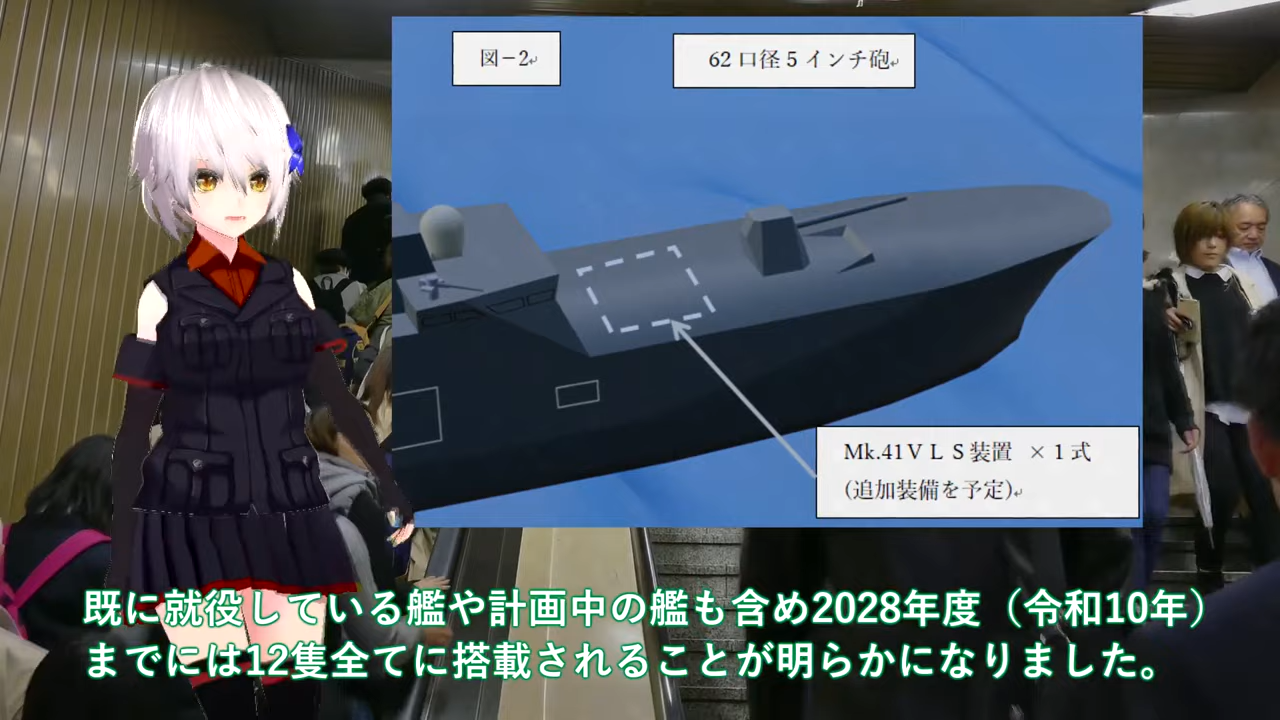 図－2
62口径5インチ砲
Mk.41ＶＬＳ装置 ×1式
(追加装備を予定)
既に就役している艦や計画中の艦も含め2028年度（令和10年）
までには12隻全てに搭載されることが明らかになりました。